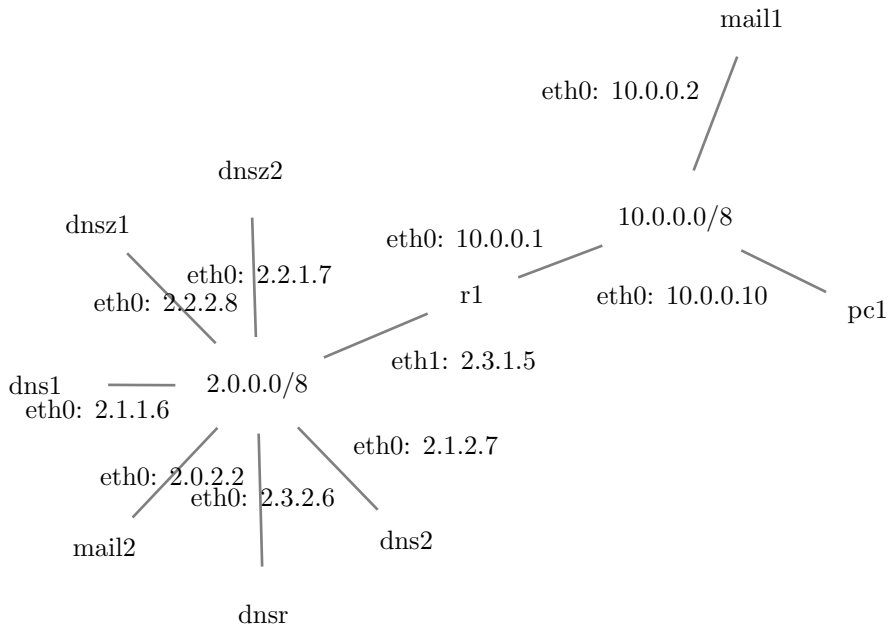 mail1
eth0: 10.0.0.2
dnsz2
10.0.0.0/8
dnsz1
eth0: 10.0.0.1
eth0: 2.2.1.7
r1
eth0: 10.0.0.10
eth0: 2.2.2.8
pc1
eth1: 2.3.1.5
dns1
2.0.0.0/8
eth0: 2.1.1.6
eth0: 2.1.2.7
eth0: 2.0.2.2
eth0: 2.3.2.6
dns2
mail2
dnsr